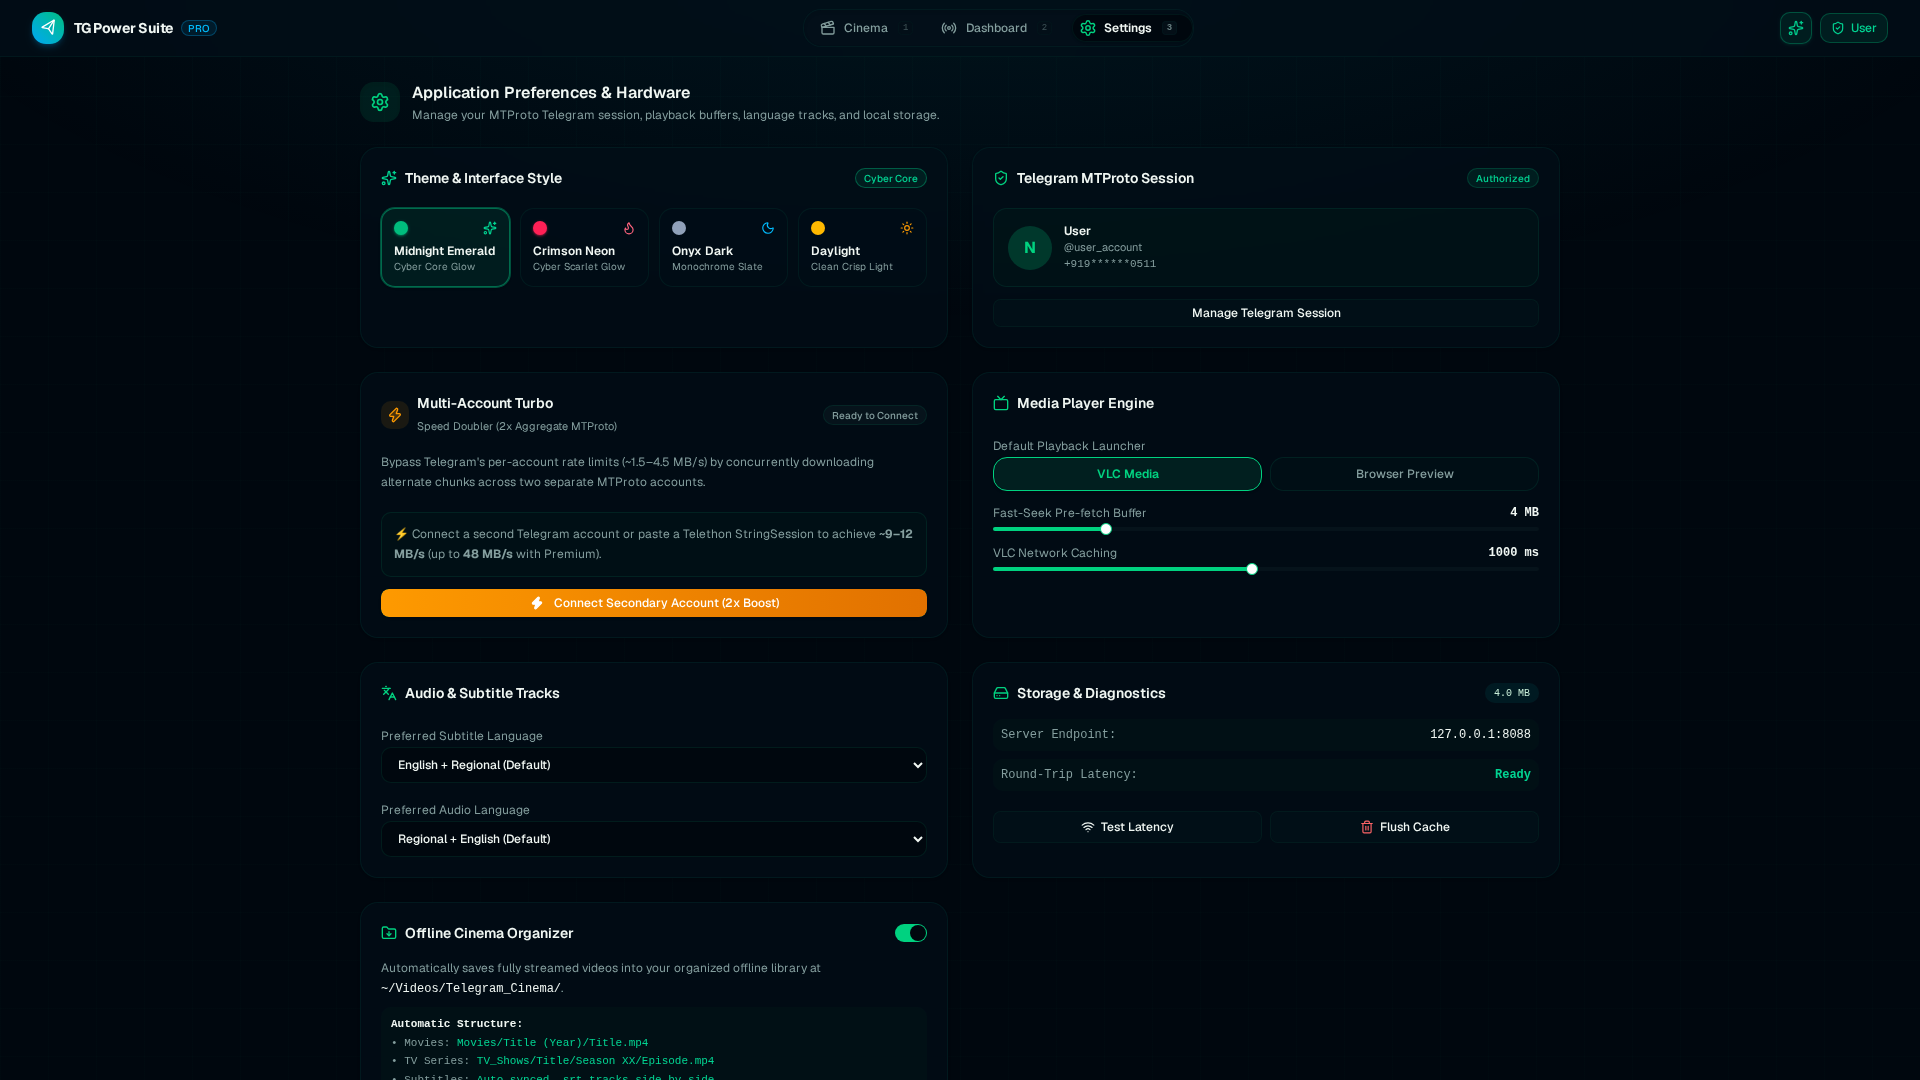 TG Power Suite PRO
Cinema 1
Dashboard 2
Settings 3
User
Application Preferences & Hardware
Manage your MTProto Telegram session, playback buffers, language tracks, and local storage.
Theme & Interface Style
Cyber Core
Midnight Emerald
Cyber Core Glow
Crimson Neon
Cyber Scarlet Glow
Onyx Dark
Monochrome Slate
Daylight
Clean Crisp Light
Telegram MTProto Session
Authorized
N
User
@user_account
+919******0511
Manage Telegram Session
Multi-Account Turbo
Speed Doubler (2x Aggregate MTProto)
Ready to Connect
Bypass Telegram's per-account rate limits (~1.5–4.5 MB/s) by concurrently downloading
alternate chunks across two separate MTProto accounts.
⚡ Connect a second Telegram account or paste a Telethon StringSession to achieve ~9–12
MB/s (up to 48 MB/s with Premium).
Connect Secondary Account (2x Boost)
Media Player Engine
Default Playback Launcher
VLC Media
Browser Preview
Fast-Seek Pre-fetch Buffer
4 MB
VLC Network Caching
1000 ms
Audio & Subtitle Tracks
Preferred Subtitle Language
English + Regional (Default)
Preferred Audio Language
Regional + English (Default)
Storage & Diagnostics
4.0 MB
Server Endpoint:
127.0.0.1:8088
Round-Trip Latency:
Ready
Test Latency
Flush Cache
Offline Cinema Organizer
Automatically saves fully streamed videos into your organized offline library at
~/Videos/Telegram_Cinema/.
Automatic Structure:
• Movies: Movies/Title (Year)/Title.mp4
• TV Series: TV_Shows/Title/Season XX/Episode.mp4
• Subtitles: Auto-synced .srt tracks side-by-side